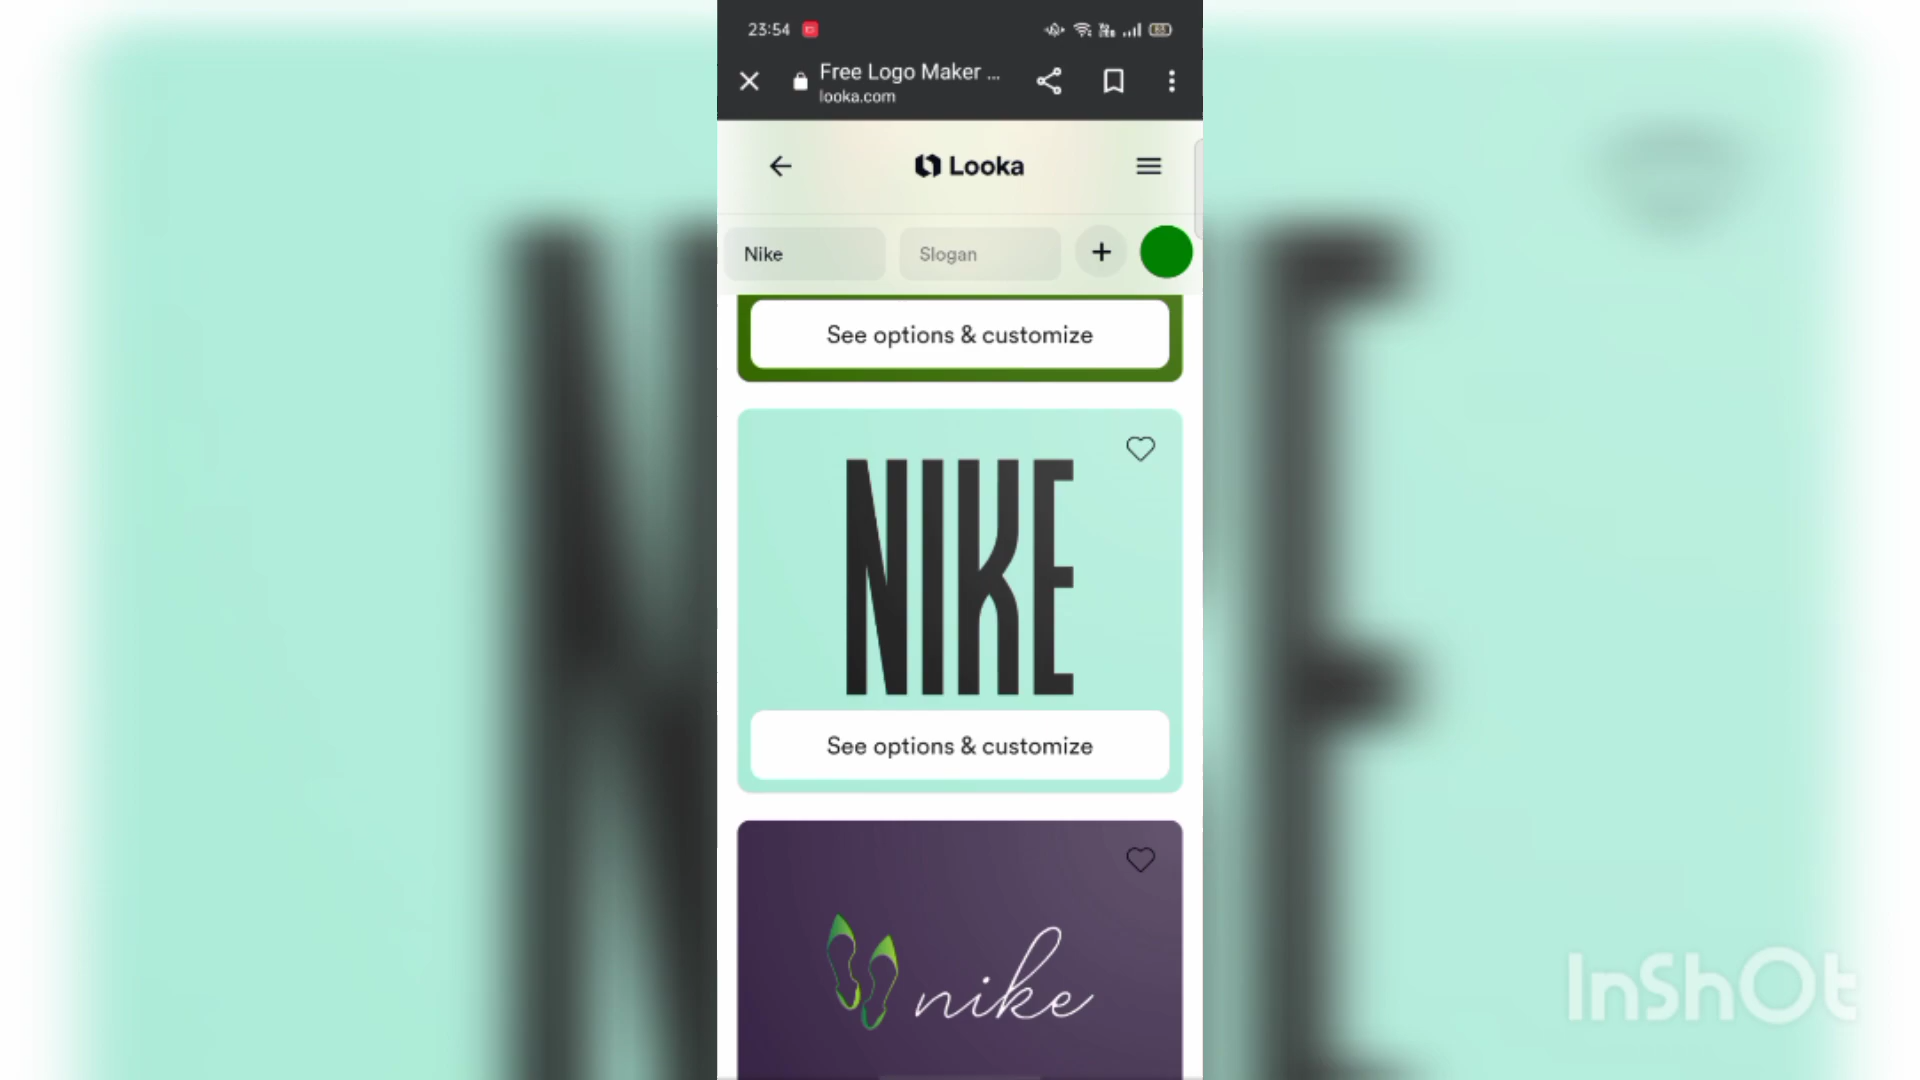 23:54
Free Logo Maker ...
looka.com
Looka
Nike
Slogan
See options & customize
NIKE
See options & customize
nike
InShOt